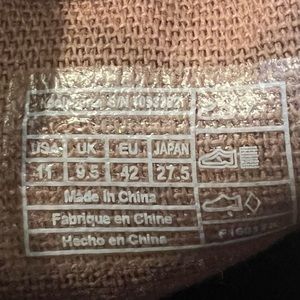 USA UK EU JAPAN
11 9.5 42 27.5
Made In China
Fabrique en Chine
Hecho en China